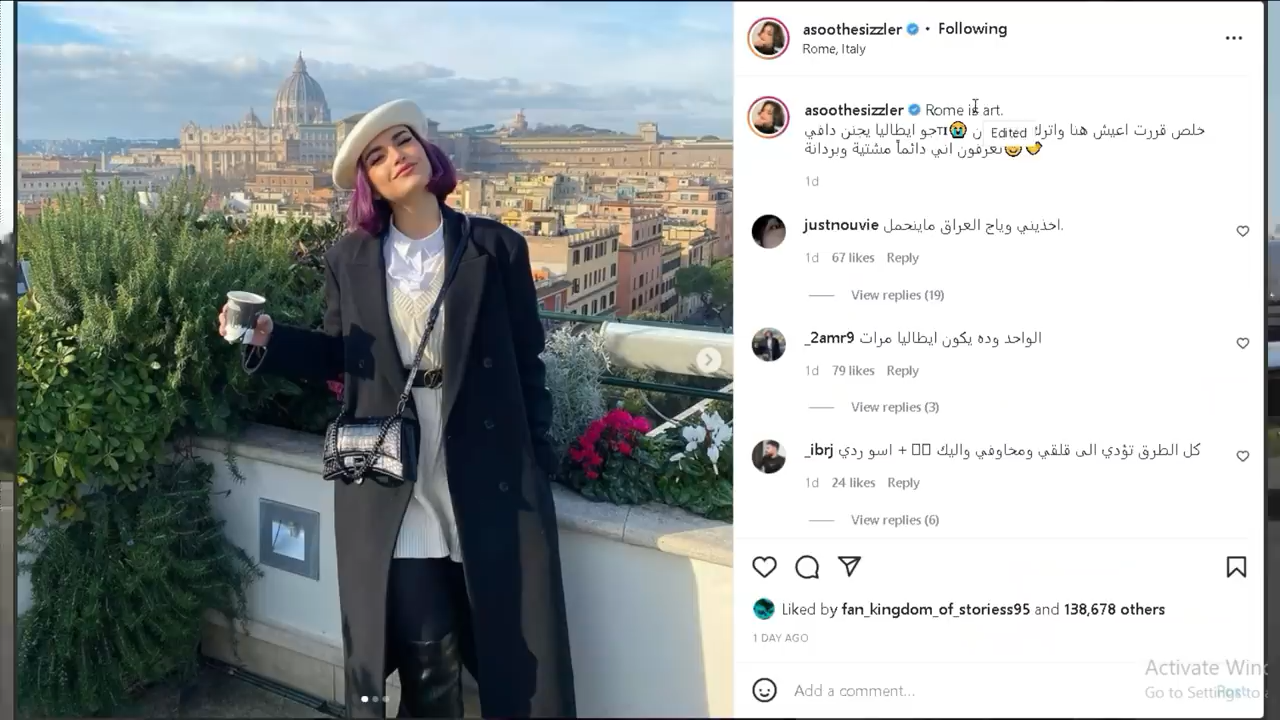 asoothesizzler • Following
Rome, Italy
asoothesizzler Rome is art.
خلص قررت اعيش هنا واترك
جو ايطاليا يجنن دافي
Edited
تعرفون اني دائماً مشتية وبردانة
1d
justnouvie اخذيني وياج العراق ماينحمل.
1d 67 likes Reply
View replies (19)
_2amr9 الواحد وده يكون ايطاليا مرات
1d 79 likes Reply
View replies (3)
_ibrj كل الطرق تؤدي الى قلقي ومخاوفي واليك + اسو ردي
1d 24 likes Reply
View replies (6)
Liked by fan_kingdom_of_storiess95 and 138,678 others
1 DAY AGO
Add a comment...
Post
Activate Win
Go to Settings to a